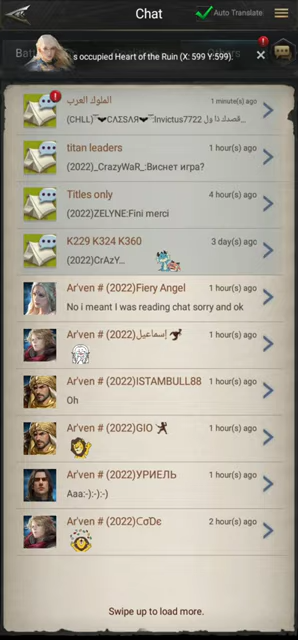 Chat
Auto Translate
s occupied Heart of the Ruin (X: 599 Y:599).
الملوك العرب
1 minute(s) ago
titan leaders
1 hour(s) ago
(2022)_CrazyWaR_:Виснет игра?
Titles only
4 hour(s) ago
(2022)ZELYNE:Fini merci
K229 K324 K360
3 day(s) ago
(2022)CrAzY...
Ar'ven # (2022)Fiery Angel
1 hour(s) ago
No i meant I was reading chat sorry and ok
Ar'ven # (2022)إسماعيل
1 hour(s) ago
Ar'ven # (2022)ISTAMBULL88
1 hour(s) ago
Oh
Ar'ven # (2022)GIO
1 hour(s) ago
Ar'ven # (2022)УРИЕЛЬ
1 hour(s) ago
Ааа:-):-):-)
Ar'ven # (2022)
2 hour(s) ago
Swipe up to load more.